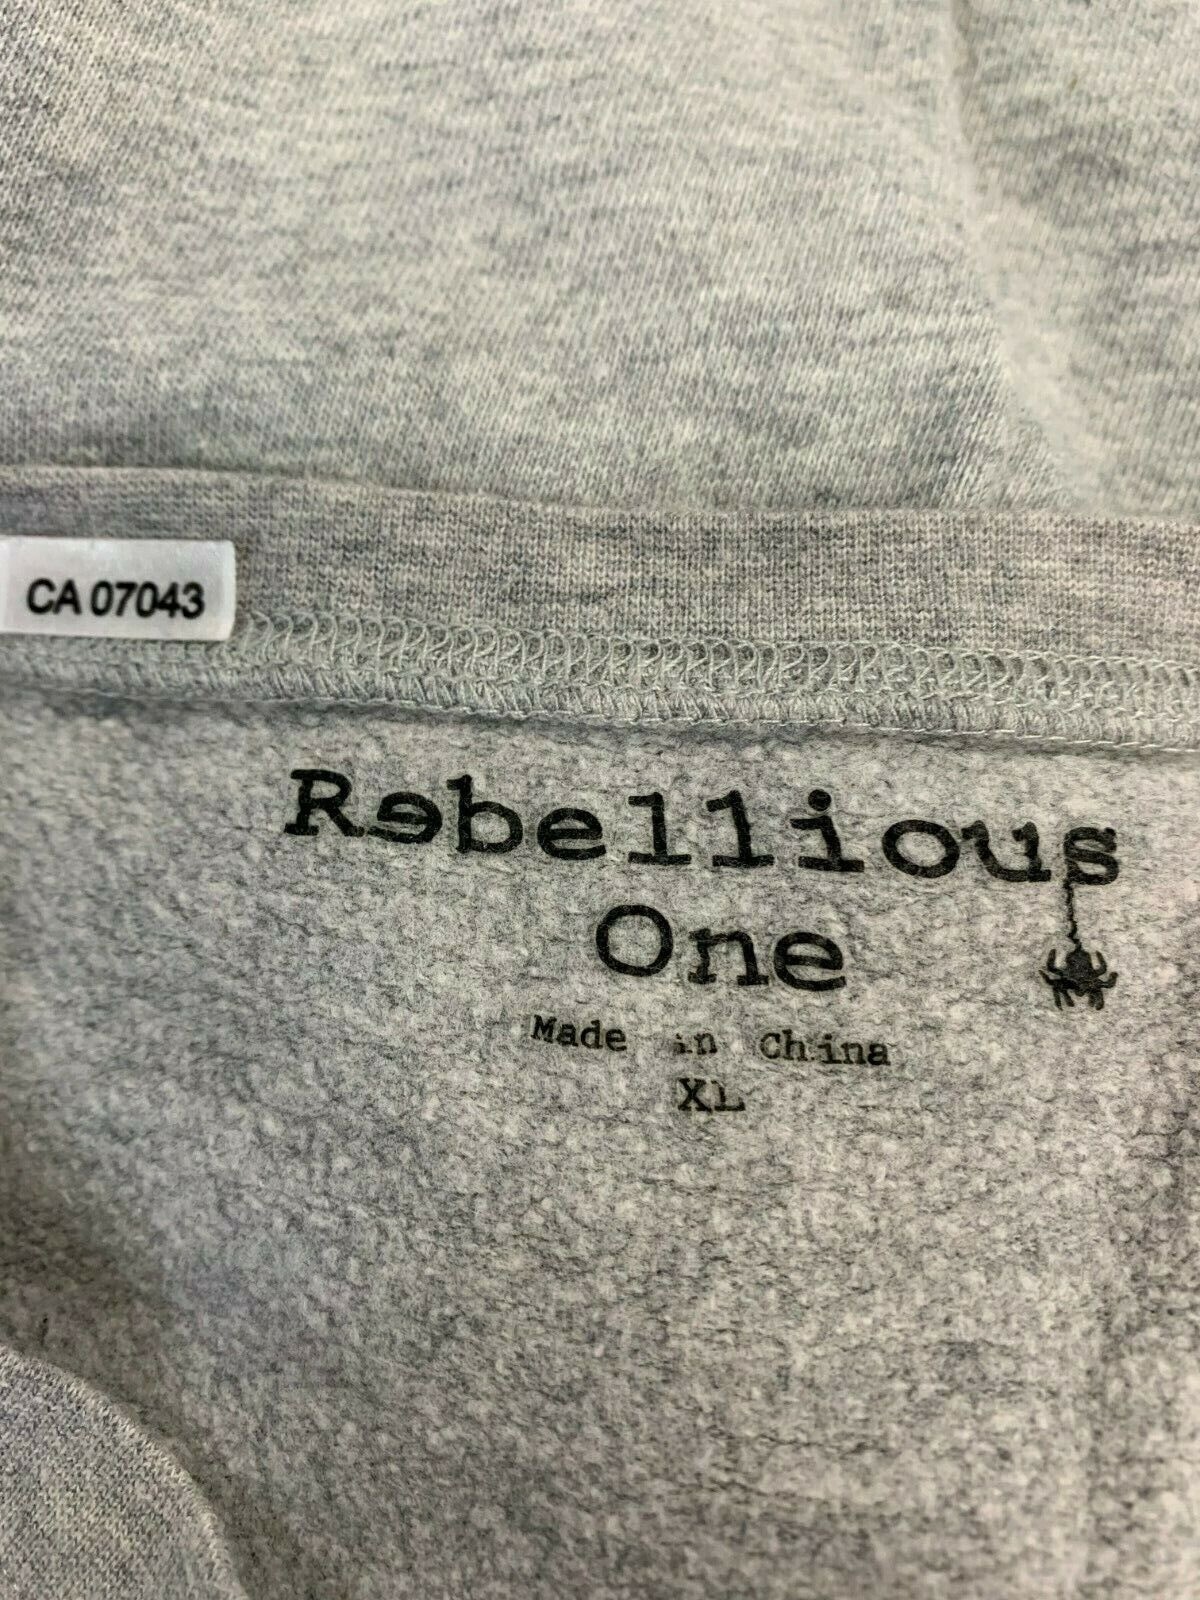 CA 07043
Rebellious
One
Made in China
XL